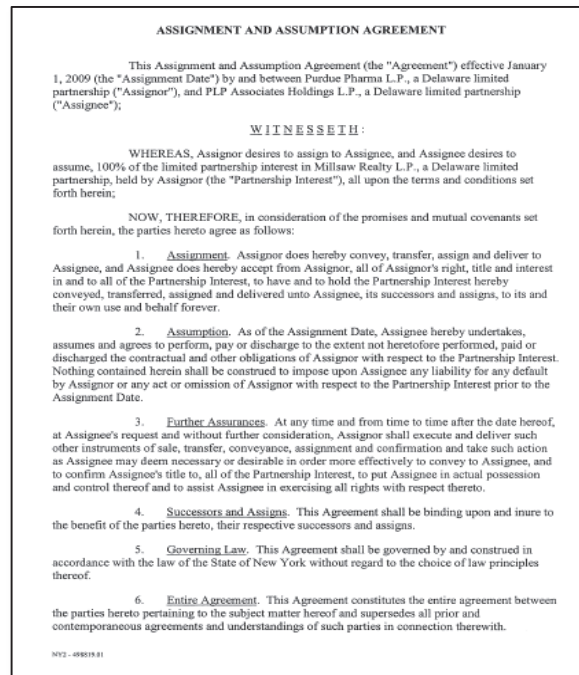 ASSIGNMENT AND ASSUMPTION AGREEMENT
This Assignment and Assumption Agreement (the "Agreement") effective January
1, 2009 (the "Assignment Date") by and between Purdue Pharma L.P., a Delaware limited
partnership ("Assignor"), and PLP Associates Holdings L.P., a Delaware limited partnership
("Assignee");
W I T N E S S E T H :
WHEREAS, Assignor desires to assign to Assignee, and Assignee desires to
assume, 100% of the limited partnership interest in Millsaw Realty L.P., a Delaware limited
partnership, held by Assignor (the "Partnership Interest"), all upon the terms and conditions set
forth herein;
NOW, THEREFORE, in consideration of the promises and mutual covenants set
forth herein, the parties hereto agree as follows:
1. Assignment. Assignor does hereby convey, transfer, assign and deliver to
Assignee, and Assignee does hereby accept from Assignor, all of Assignor's right, title and interest
in and to all of the Partnership Interest, to have and to hold the Partnership Interest hereby
conveyed, transferred, assigned and delivered unto Assignee, its successors and assigns, to its and
their own use and behalf forever.
2. Assumption. As of the Assignment Date, Assignee hereby undertakes,
assumes and agrees to perform, pay or discharge to the extent not heretofore performed, paid or
discharged the contractual and other obligations of Assignor with respect to the Partnership Interest.
Nothing contained herein shall be construed to impose upon Assignee any liability for any default
by Assignor or any act or omission of Assignor with respect to the Partnership Interest prior to the
Assignment Date.
3. Further Assurances. At any time and from time to time after the date hereof,
at Assignee's request and without further consideration, Assignor shall execute and deliver such
other instruments of sale, transfer, conveyance, assignment and confirmation and take such action
as Assignee may deem necessary or desirable in order more effectively to convey to Assignee, and
to confirm Assignee's title to, all of the Partnership Interest, to put Assignee in actual possession
and control thereof and to assist Assignee in exercising all rights with respect thereto.
4. Successors and Assigns. This Agreement shall be binding upon and inure to
the benefit of the parties hereto, their respective successors and assigns.
5. Governing Law. This Agreement shall be governed by and construed in
accordance with the law of the State of New York without regard to the choice of law principles
thereof.
6. Entire Agreement. This Agreement constitutes the entire agreement between
the parties hereto pertaining to the subject matter hereof and supersedes all prior and
contemporaneous agreements and understandings of such parties in connection therewith.